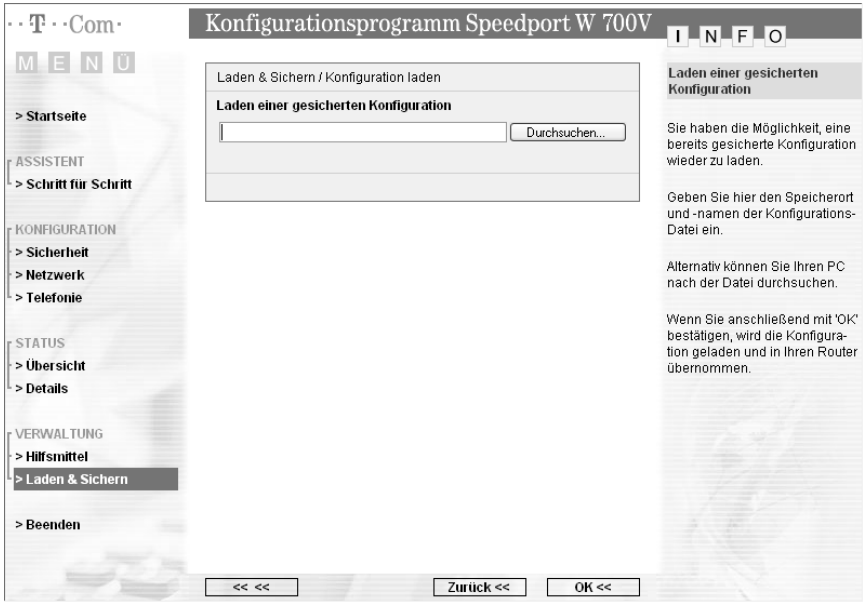 ··T··Com·
Konfigurationsprogramm Speedport W 700V
INFO
MENÜ
> Startseite
ASSISTENT
> Schritt für Schritt
KONFIGURATION
> Sicherheit
> Netzwerk
> Telefonie
STATUS
> Übersicht
> Details
VERWALTUNG
> Hilfsmittel
> Laden & Sichern
> Beenden
Laden & Sichern / Konfiguration laden
Laden einer gesicherten Konfiguration
Durchsuchen...
<< <<
Zurück <<
OK <<
Laden einer gesicherten
Konfiguration
Sie haben die Möglichkeit, eine
bereits gesicherte Konfiguration
wieder zu laden.
Geben Sie hier den Speicherort
und -namen der Konfigurations-
Datei ein.
Alternativ können Sie Ihren PC
nach der Datei durchsuchen.
Wenn Sie anschließend mit 'OK'
bestätigen, wird die Konfigura-
tion geladen und in Ihren Router
übernommen.